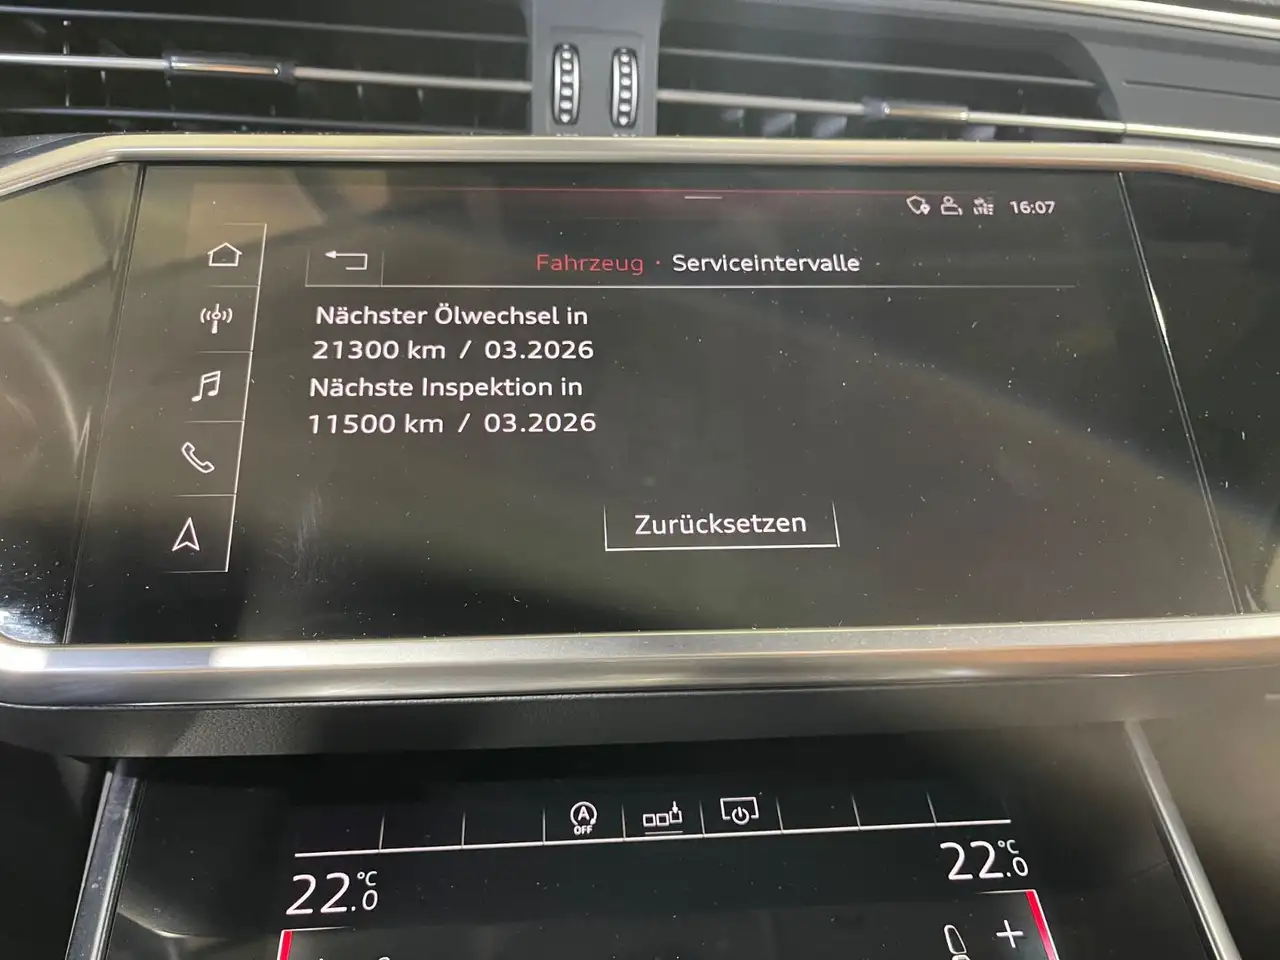 16:07
Fahrzeug · Serviceintervalle
Nächster Ölwechsel in
21300 km / 03.2026
Nächste Inspektion in
11500 km / 03.2026
Zurücksetzen
A
OFF
22.0 °C
22.0 °C
+